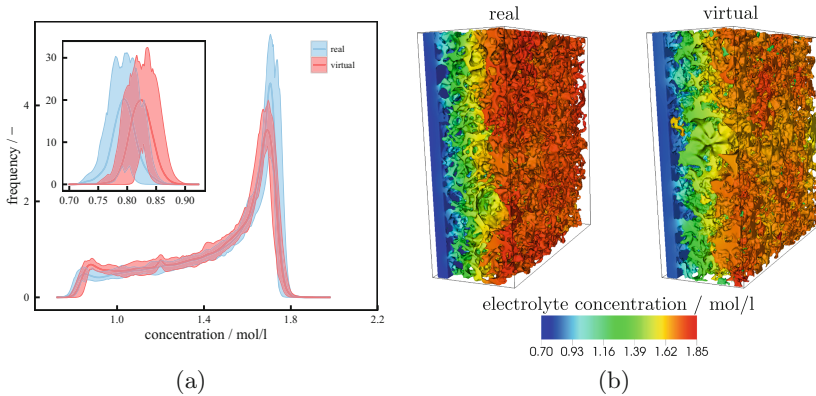 real
virtual
frequency / –
4
2
0
1.0
1.4
1.8
2.2
concentration / mol/l
real
virtual
30
20
10
0
0.70
0.75
0.80
0.85
0.90
(a)
real
virtual
electrolyte concentration / mol/l
0.70 0.93 1.16 1.39 1.62 1.85
(b)